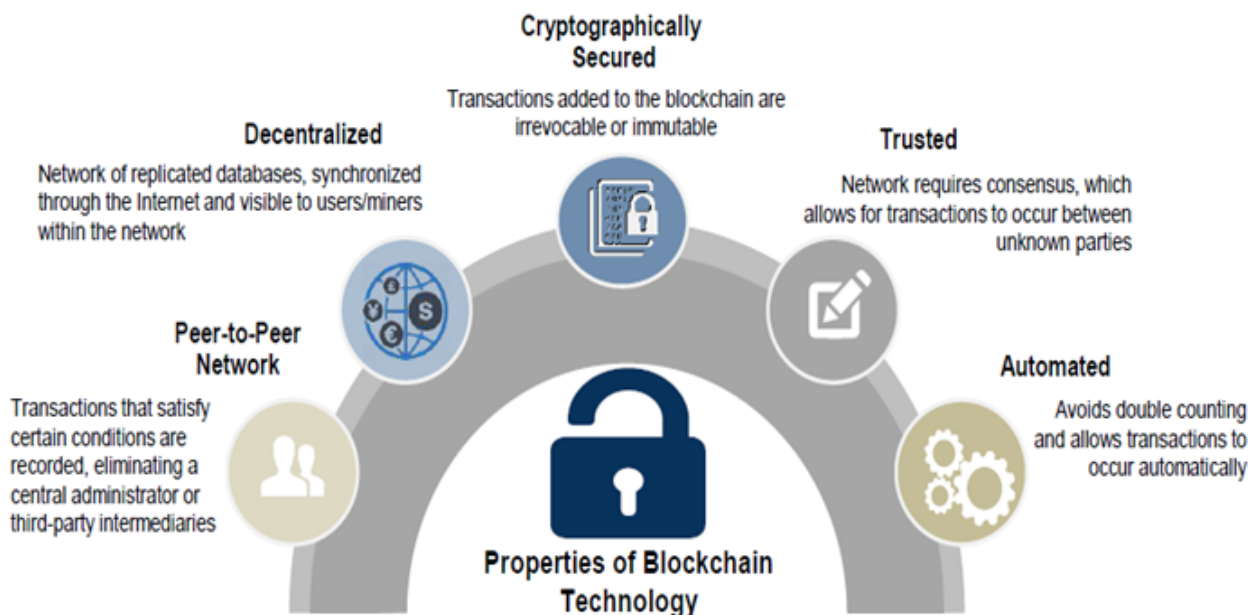 Cryptographically
Secured
Transactions added to the blockchain are
irrevocable or immutable
Decentralized
Network of replicated databases, synchronized
through the Internet and visible to users/miners
within the network
Trusted
Network requires consensus, which
allows for transactions to occur between
unknown parties
Peer-to-Peer
Network
Transactions that satisfy
certain conditions are
recorded, eliminating a
central administrator or
third-party intermediaries
Automated
Avoids double counting
and allows transactions to
occur automatically
£
¥
$
€
Properties of Blockchain
Technology